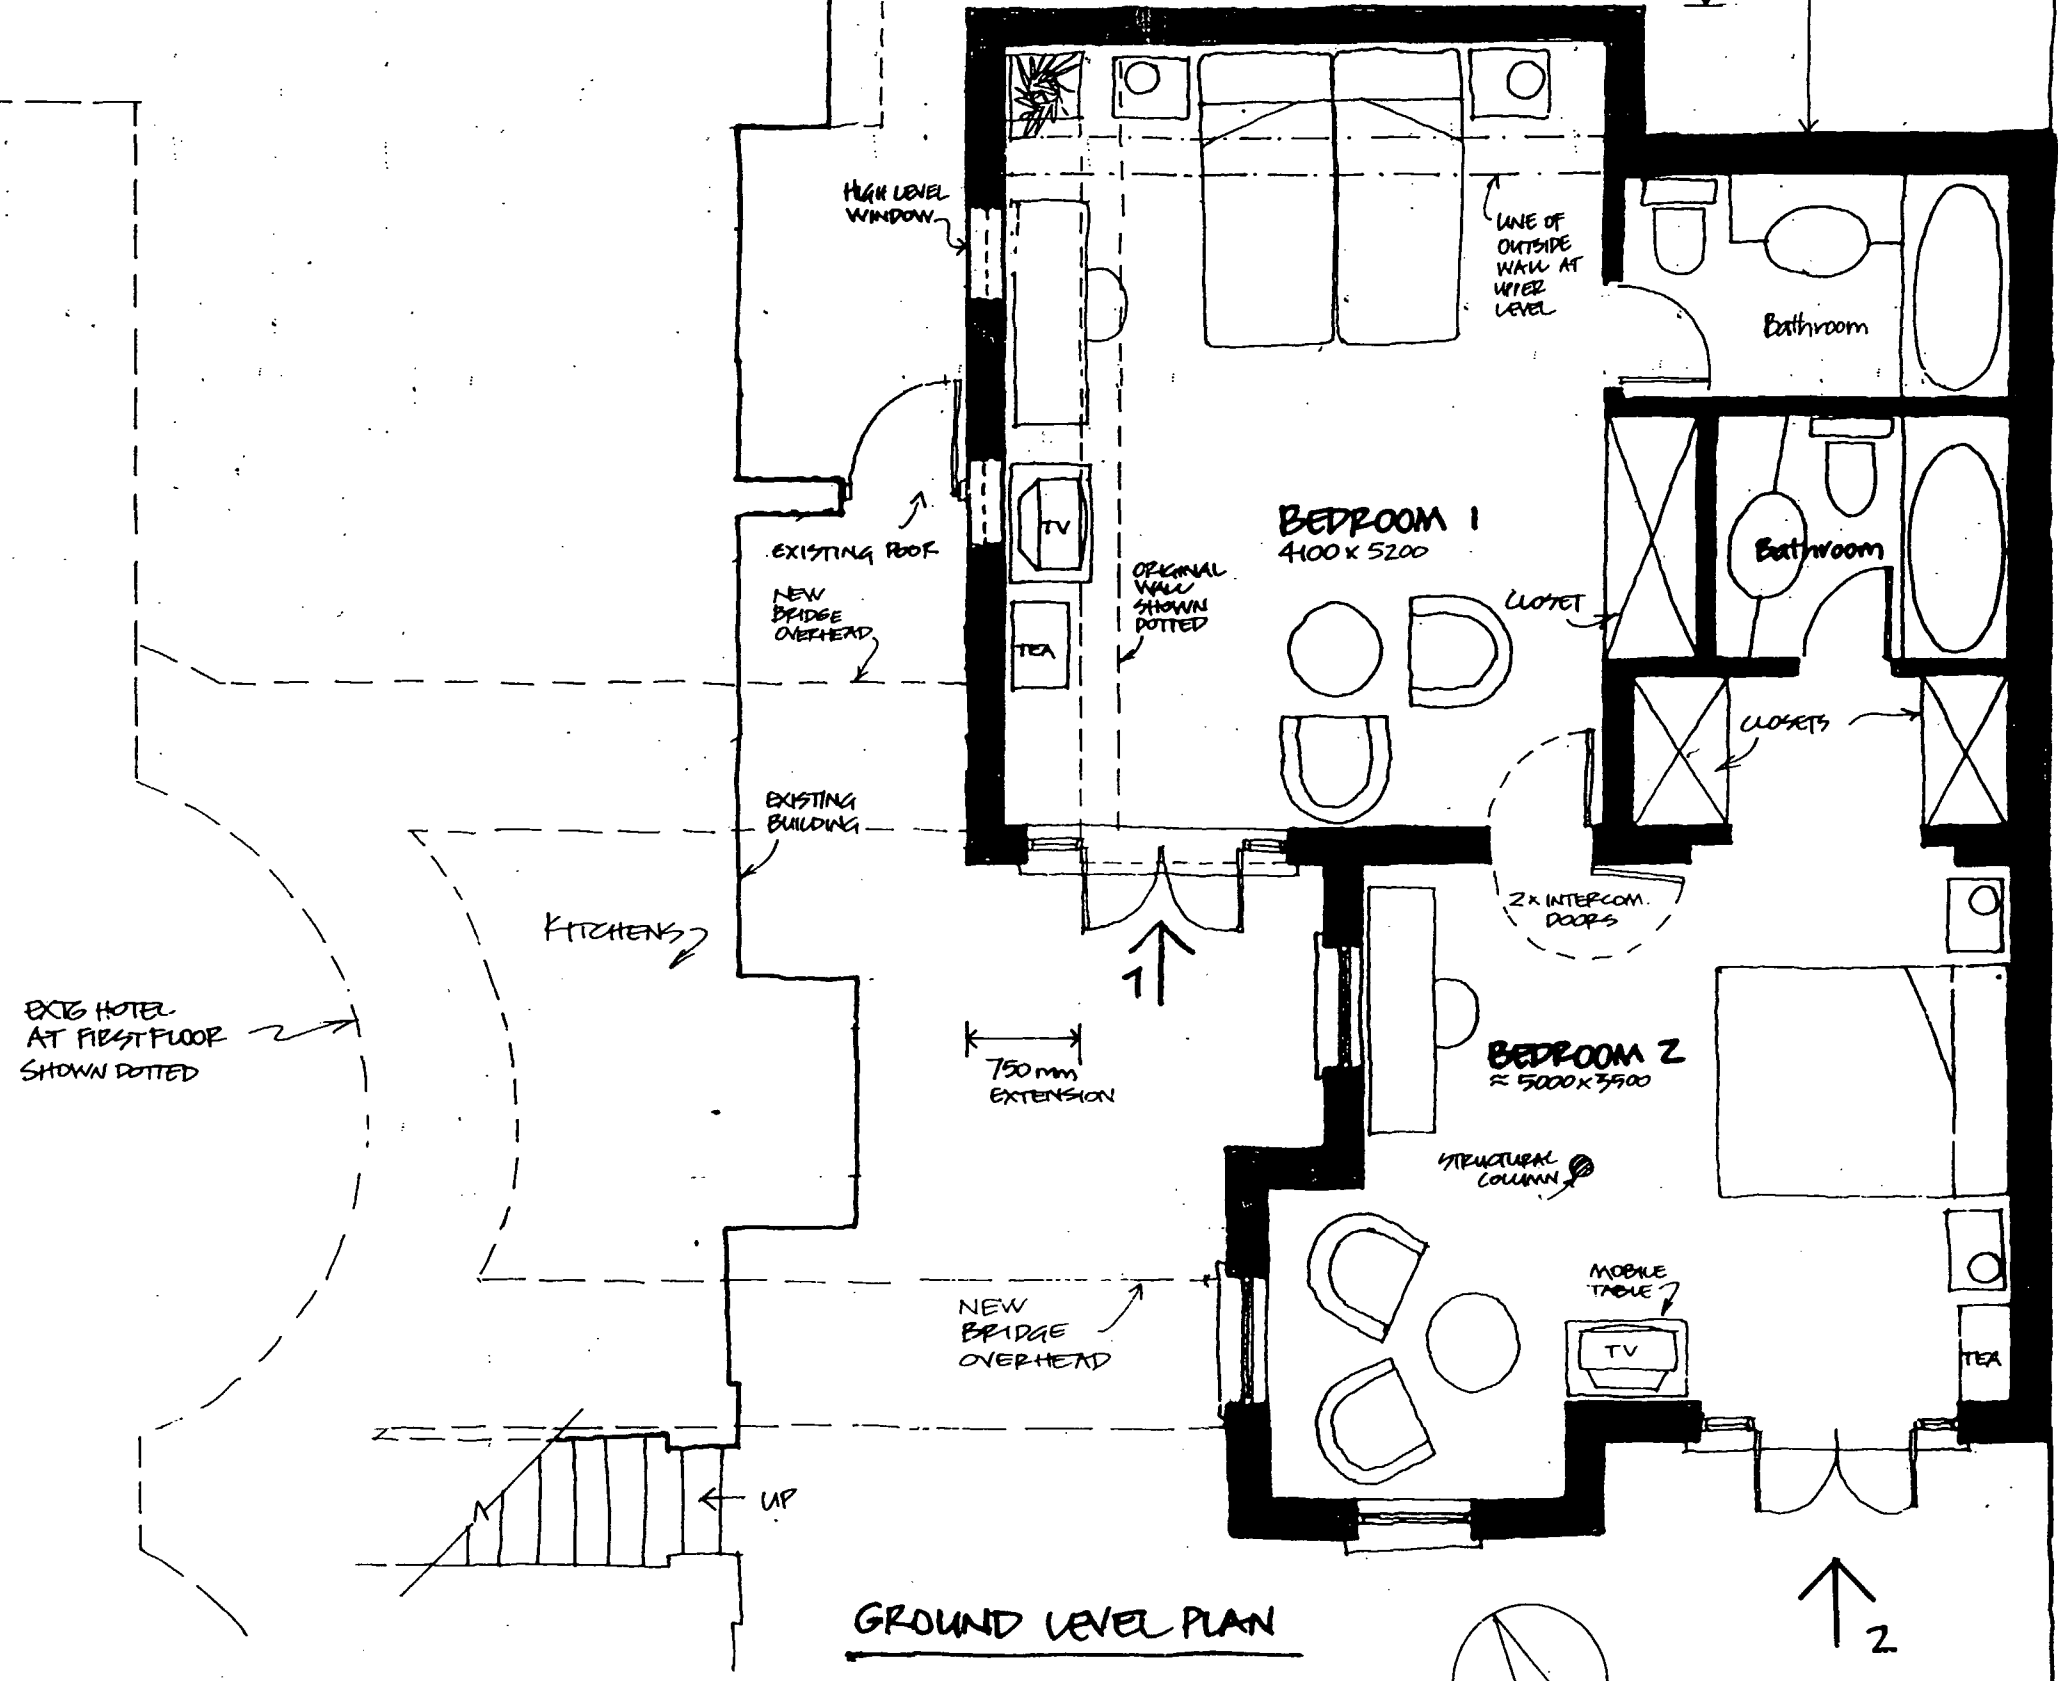 HIGH LEVEL
WINDOW
LINE OF
OUTSIDE
WALL AT
UPPER
LEVEL
Bathroom
BEDROOM 1
4100 x 5200
TV
EXISTING DOOR
Bathroom
NEW
BRIDGE
OVERHEAD
ORIGINAL
WALL
SHOWN
DOTTED
CLOSET
TEA
CLOSETS
EXISTING
BUILDING
KITCHENS
2 x INTERCOM.
DOORS
1
EXTG HOTEL
AT FIRST FLOOR
SHOWN DOTTED
750mm
EXTENSION
BEDROOM 2
≈ 5000 x 3500
STRUCTURAL
COLUMN
MOBILE
TABLE
NEW
BRIDGE
OVERHEAD
TV
TEA
UP
GROUND LEVEL PLAN
2